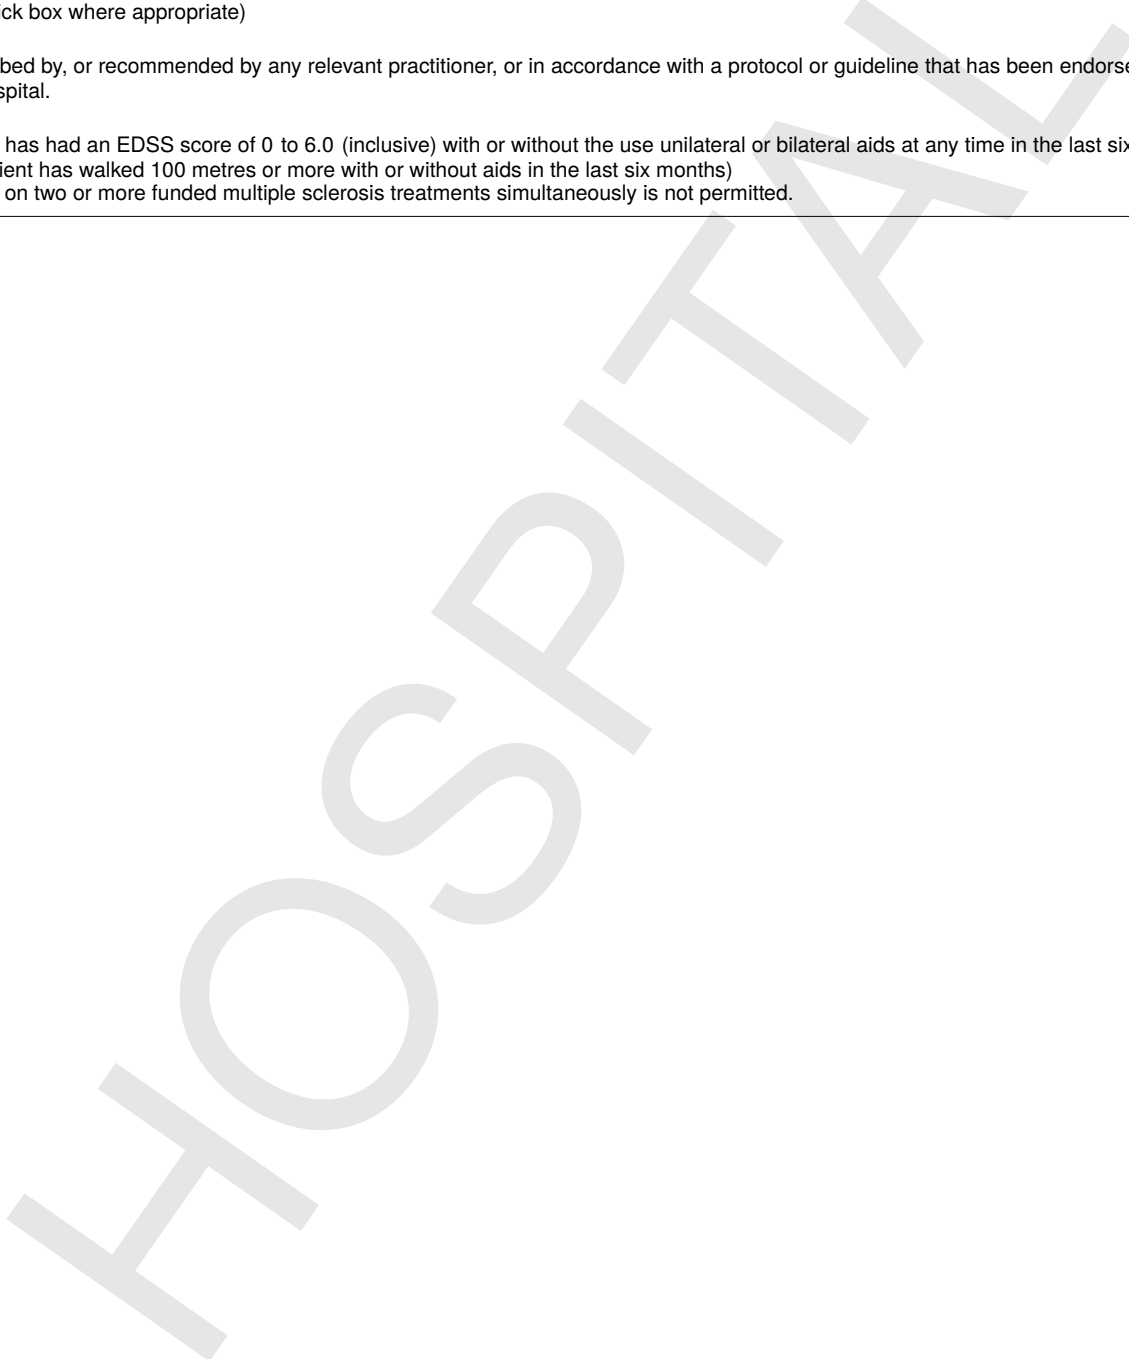 ick box where appropriate)
bed by, or recommended by any relevant practitioner, or in accordance with a protocol or guideline that has been endorse
spital.
has had an EDSS score of 0 to 6.0 (inclusive) with or without the use unilateral or bilateral aids at any time in the last six
ient has walked 100 metres or more with or without aids in the last six months)
on two or more funded multiple sclerosis treatments simultaneously is not permitted.
HOSPITAL